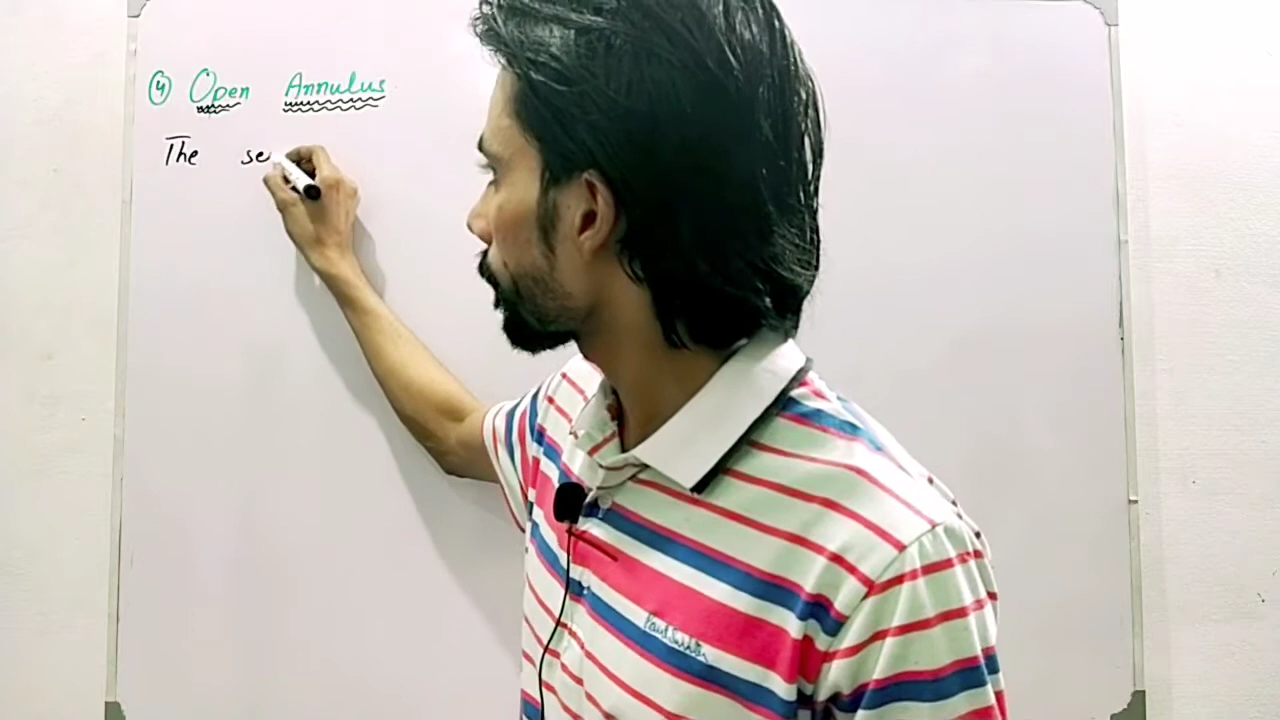 ④ Open Annulus
The se